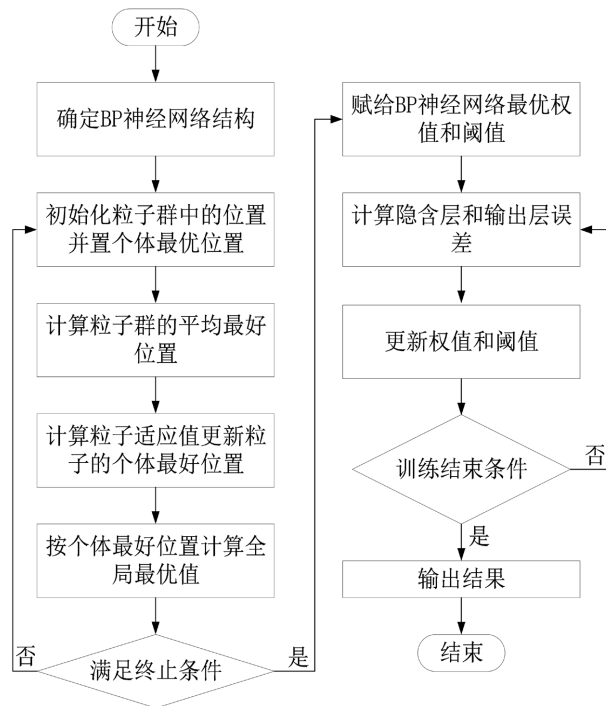 开始
确定BP神经网络结构
初始化粒子群中的位置
并置个体最优位置
计算粒子群的平均最好
位置
计算粒子适应值更新粒
子的个体最好位置
按个体最好位置计算全
局最优值
否
满足终止条件
是
赋给BP神经网络最优权
值和阈值
计算隐含层和输出层误
差
更新权值和阈值
训练结束条件
否
是
输出结果
结束